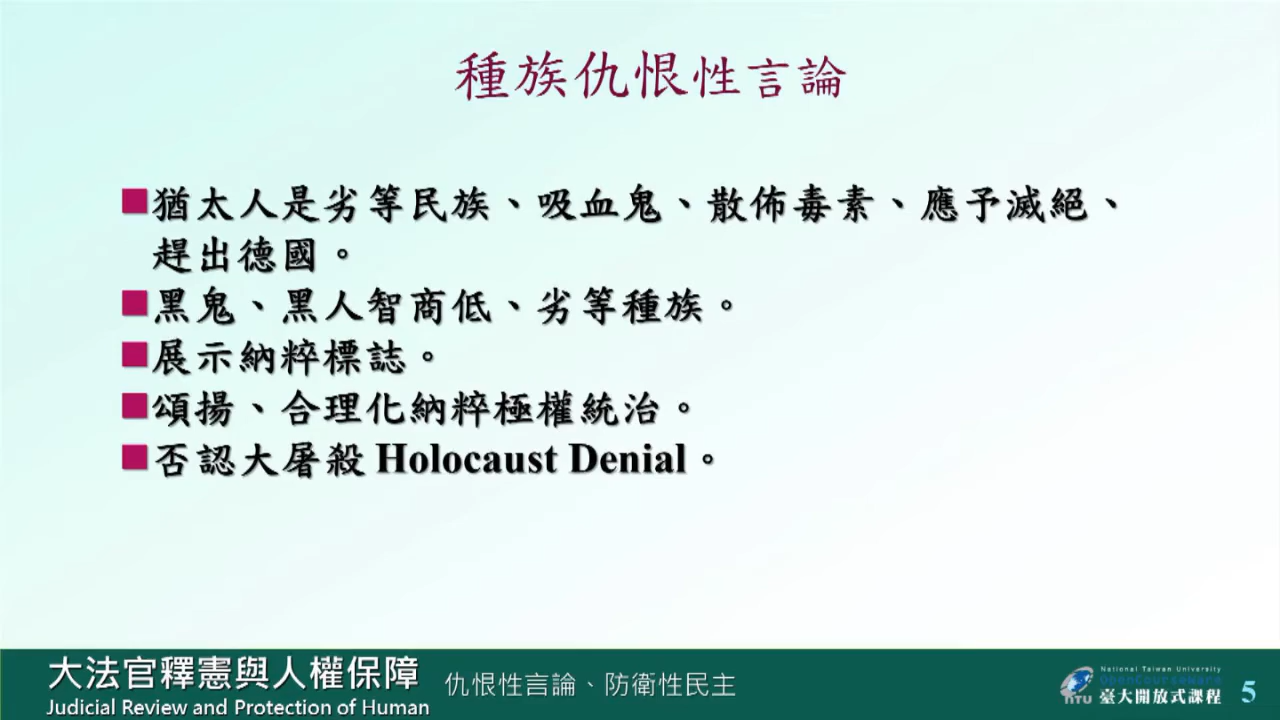 種族仇恨性言論
■猶太人是劣等民族、吸血鬼、散佈毒素、應予滅絕、
趕出德國。
■黑鬼、黑人智商低、劣等種族。
■展示納粹標誌。
■頌揚、合理化納粹極權統治。
■否認大屠殺 Holocaust Denial。
大法官釋憲與人權保障
Judicial Review and Protection of Human
仇恨性言論、防衛性民主
National Taiwan University
OpenCourseWare
NTU 臺大開放式課程
5